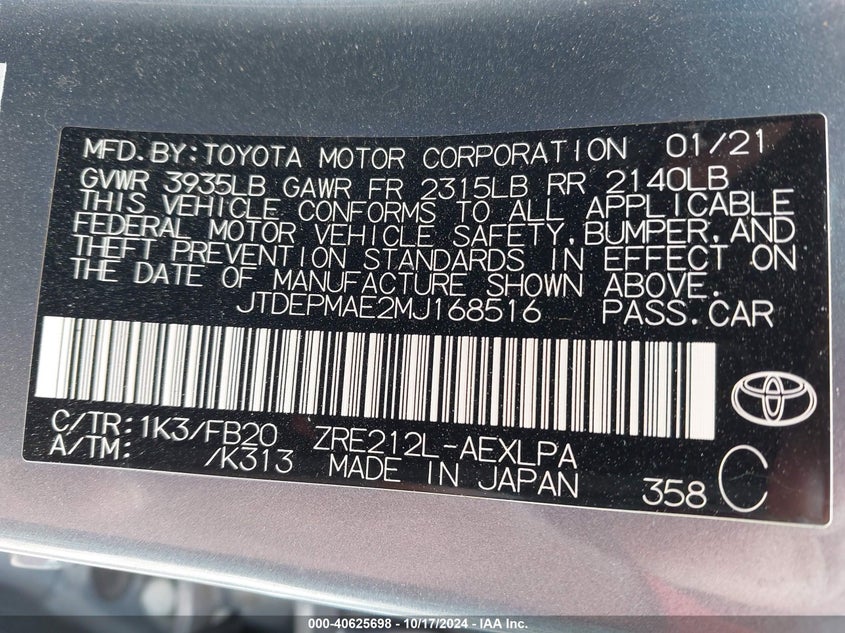 MFD.BY:TOYOTA MOTOR CORPORATION 01/21
GVWR 3935LB GAWR FR 2315LB RR 2140LB
THIS VEHICLE CONFORMS TO ALL APPLICABLE
FEDERAL MOTOR VEHICLE SAFETY,BUMPER,AND
THEFT PREVENTION STANDARDS IN EFFECT ON
THE DATE OF MANUFACTURE SHOWN ABOVE.
JTDEPMAE2MJ168516 PASS.CAR
C/TR:1K3/FB20 ZRE212L-AEXLPA
A/TM: /K313 MADE IN JAPAN 358 C
000-40625698 - 10/17/2024 - IAA Inc.